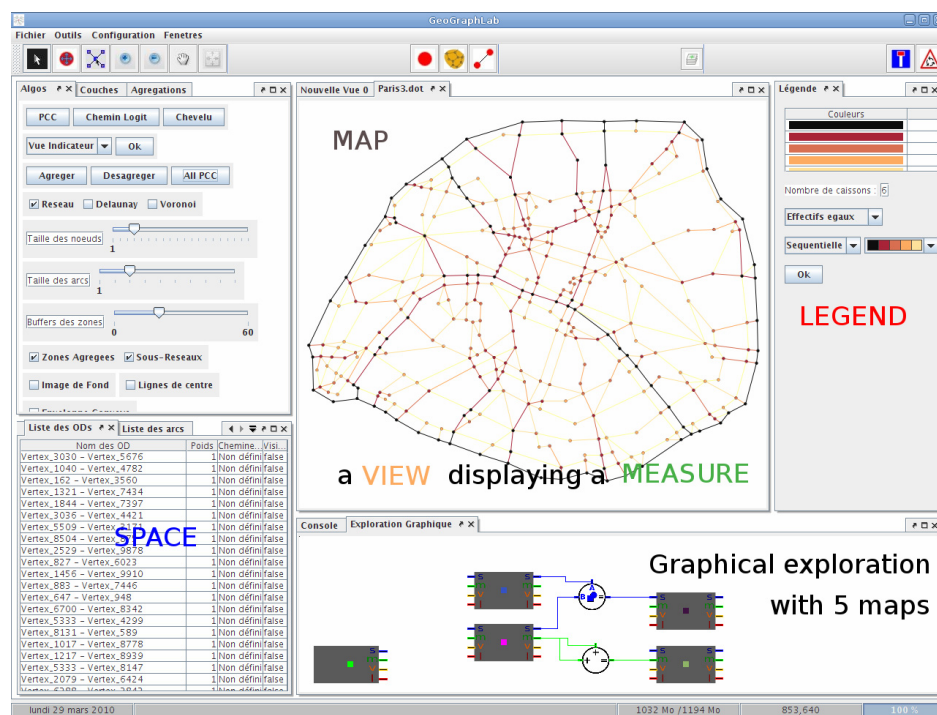 GeoGraphLab
Fichier Outils Configuration Fenetres
Algos Couches Agregations
PCC Chemin Logit Chevelu
Vue Indicateur Ok
Agreger Desagreger All PCC
Reseau Delaunay Voronoi
Taille des noeuds
1
Taille des arcs
1
Buffers des zones
0 60
Zones Agregees Sous-Reseaux
Image de Fond Lignes de centre
Nouvelle Vue 0 Paris3.dot
MAP
a VIEW displaying a MEASURE
Légende
Couleurs
Nombre de caissons : 6
Effectifs egaux
Sequentielle
Ok
LEGEND
Liste des ODs Liste des arcs
Nom des OD Poids Chemine... Visi...
Vertex_3030 - Vertex_5676 1 Non défini false
Vertex_1040 - Vertex_4782 1 Non défini false
Vertex_162 - Vertex_3560 1 Non défini false
Vertex_1321 - Vertex_7434 1 Non défini false
Vertex_1844 - Vertex_7397 1 Non défini false
Vertex_3036 - Vertex_4421 1 Non défini false
Vertex_5509 - 1 Non défini false
Vertex_8504 - 1 Non défini false
SPACE
Vertex_2529 - Vertex_9878 1 Non défini false
Vertex_827 - Vertex_6023 1 Non défini false
Vertex_1456 - Vertex_9910 1 Non défini false
Vertex_883 - Vertex_7446 1 Non défini false
Vertex_647 - Vertex_948 1 Non défini false
Vertex_6700 - Vertex_8342 1 Non défini false
Vertex_5333 - Vertex_4299 1 Non défini false
Vertex_8131 - Vertex_589 1 Non défini false
Vertex_1017 - Vertex_8778 1 Non défini false
Vertex_1217 - Vertex_8939 1 Non défini false
Vertex_5333 - Vertex_8147 1 Non défini false
Vertex_2079 - Vertex_6424 1 Non défini false
Console Exploration Graphique
Graphical exploration
with 5 maps
S S
m m
V V
I I
S S
m m
V V
I I
A
B =
+
+ =
S S
m m
V V
I I
S S
m m
V V
I I
S
m
V
I
lundi 29 mars 2010 1032 Mo /1194 Mo 853,640 100 %